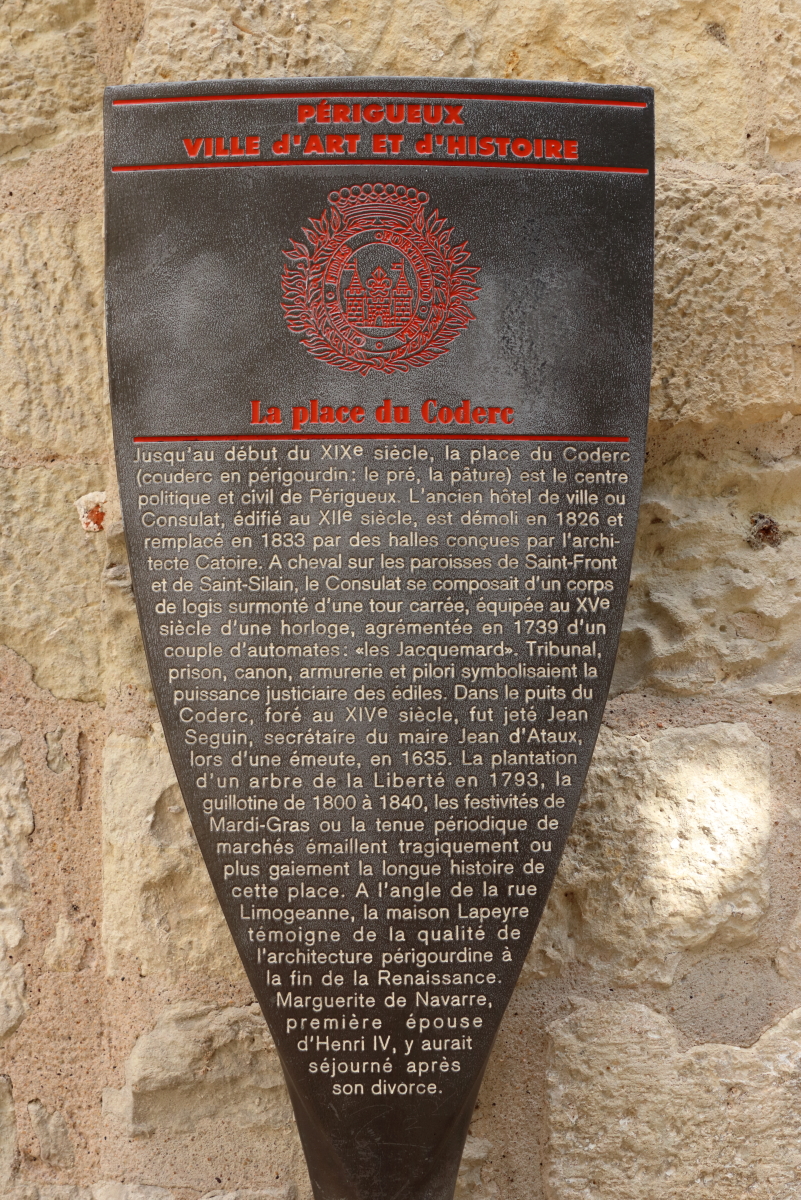 PÉRIGUEUX
VILLE d'ART ET d'HISTOIRE
La place du Coderc
Jusqu'au début du XIXe siècle, la place du Coderc
(couderc en périgourdin: le pré, la pâture) est le centre
politique et civil de Périgueux. L'ancien hôtel de ville ou
Consulat, édifié au XIIe siècle, est démoli en 1826 et
remplacé en 1833 par des halles conçues par l'archi-
tecte Catoire. A cheval sur les paroisses de Saint-Front
et de Saint-Silain, le Consulat se composait d'un corps
de logis surmonté d'une tour carrée, équipée au XVe
siècle d'une horloge, agrémentée en 1739 d'un
couple d'automates: «les Jacquemard». Tribunal,
prison, canon, armurerie et pilori symbolisaient la
puissance justiciaire des édiles. Dans le puits du
Coderc, foré au XIVe siècle, fut jeté Jean
Seguin, secrétaire du maire Jean d'Ataux,
lors d'une émeute, en 1635. La plantation
d'un arbre de la Liberté en 1793, la
guillotine de 1800 à 1840, les festivités de
Mardi-Gras ou la tenue périodique de
marchés émaillent tragiquement ou
plus gaiement la longue histoire de
cette place. A l'angle de la rue
Limogeanne, la maison Lapeyre
témoigne de la qualité de
l'architecture périgourdine à
la fin de la Renaissance.
Marguerite de Navarre,
première épouse
d'Henri IV, y aurait
séjourné après
son divorce.